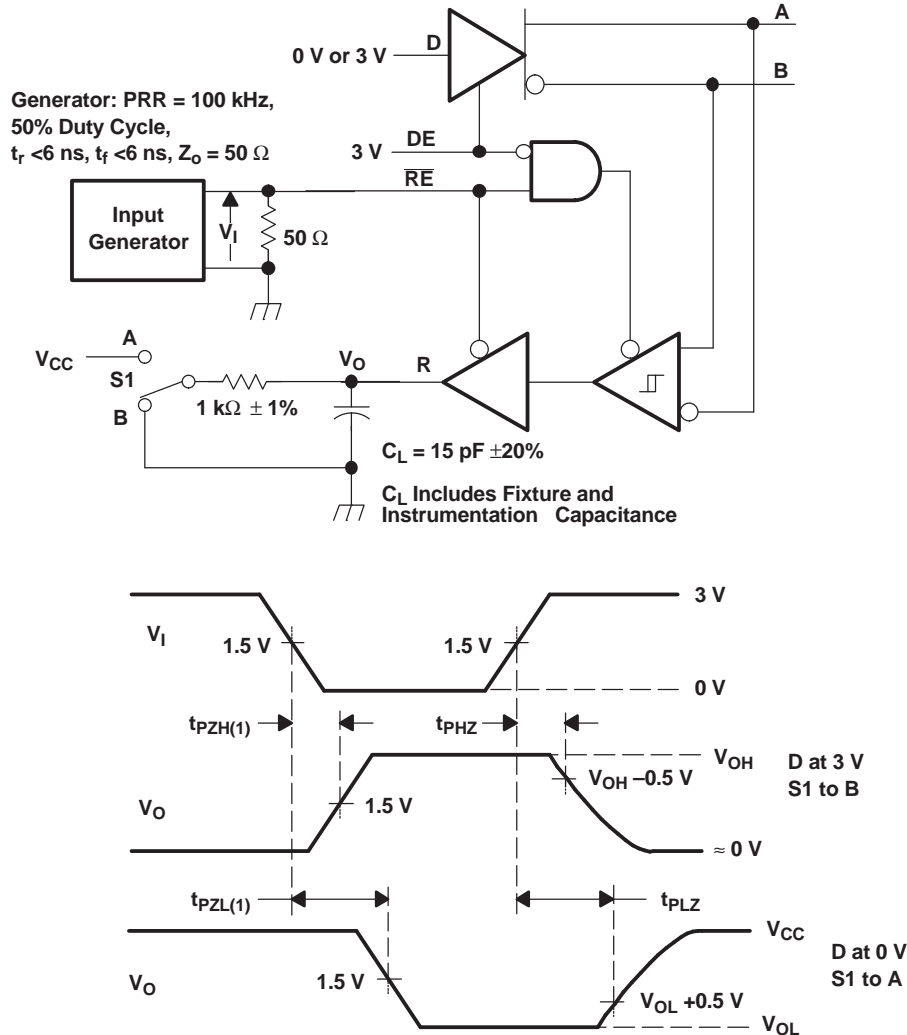 A
D
0 V or 3 V
B
Generator: PRR = 100 kHz,
50% Duty Cycle,
t_r <6 ns, t_f <6 ns, Z_o = 50 Ω
DE
3 V
R̅E̅
Input
Generator
V_I
50 Ω
A
V_CC
S1
B
1 kΩ ± 1%
V_O
R
C_L = 15 pF ±20%
C_L Includes Fixture and
Instrumentation Capacitance
3 V
V_I
1.5 V
1.5 V
0 V
t_PZH(1)
t_PHZ
V_OH
D at 3 V
S1 to B
V_OH −0.5 V
V_O
1.5 V
≈ 0 V
t_PZL(1)
t_PLZ
V_CC
D at 0 V
S1 to A
V_O
1.5 V
V_OL +0.5 V
V_OL